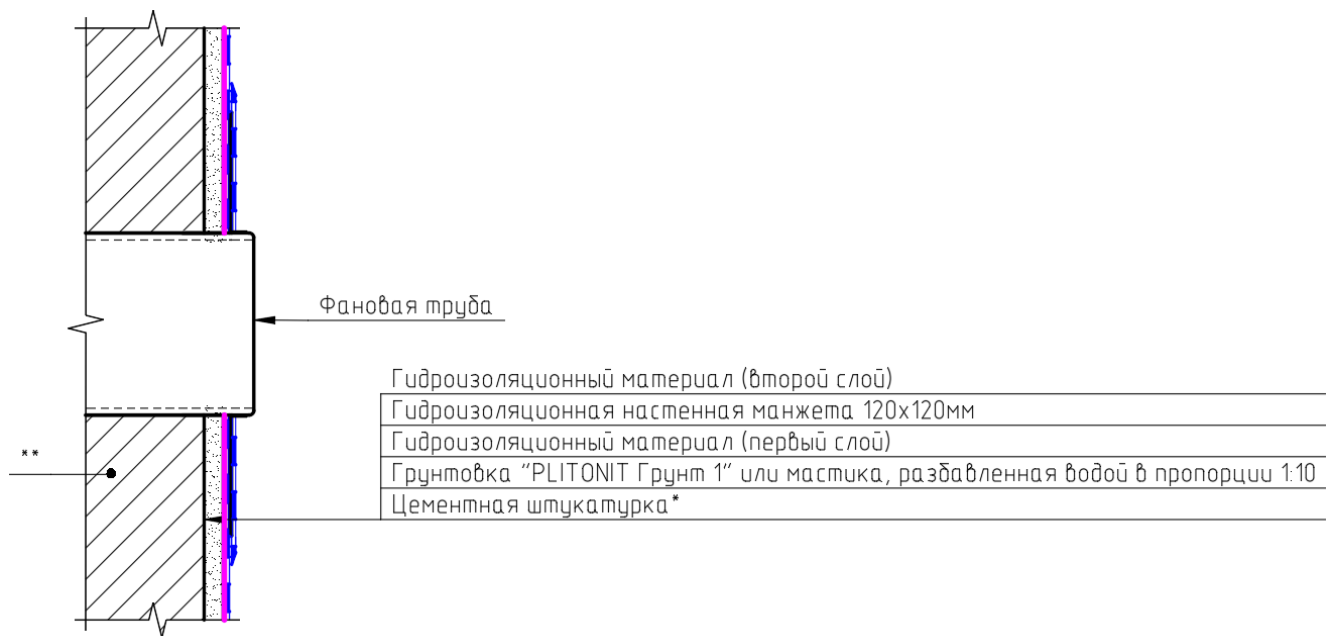 Фановая труба
Гидроизоляционный материал (второй слой)
Гидроизоляционная настенная манжета 120х120мм
Гидроизоляционный материал (первый слой)
**
Грунтовка “PLITONIT Грунт 1” или мастика, разбавленная водой в пропорции 1:10
Цементная штукатурка*